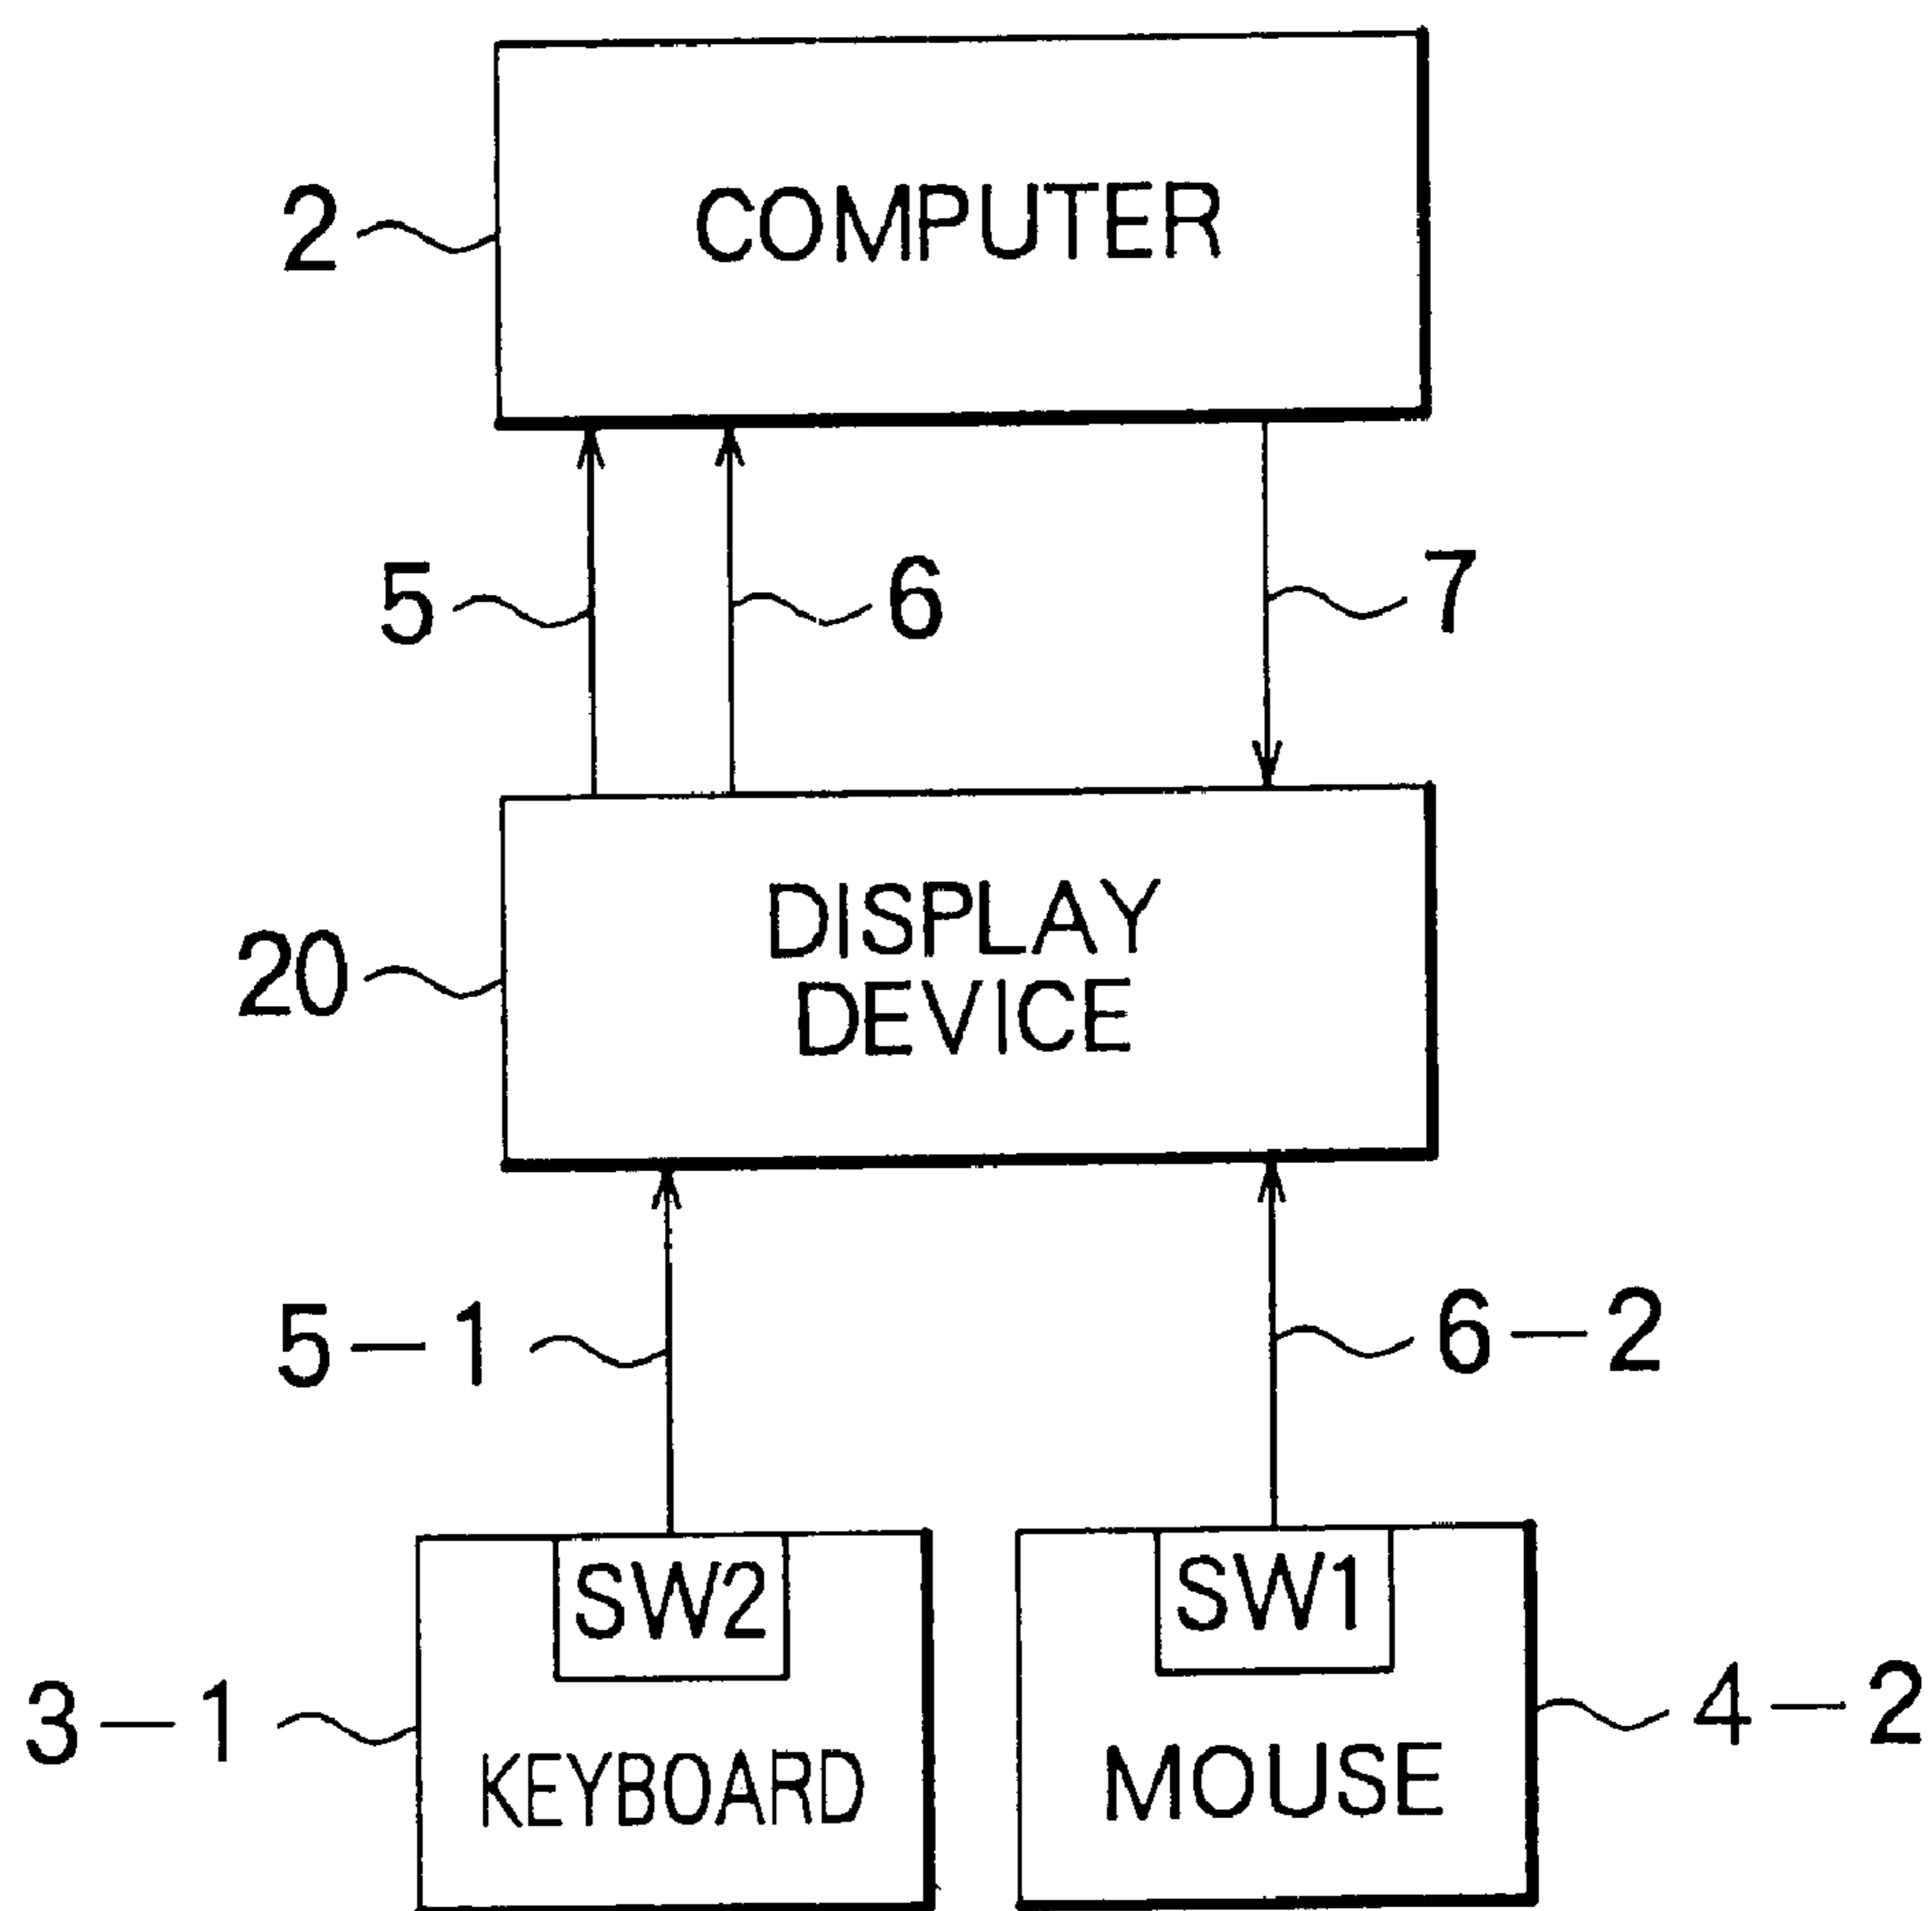 2
COMPUTER
5
6
7
20
DISPLAY
DEVICE
5—1
6—2
SW2
SW1
3—1
KEYBOARD
MOUSE
4—2